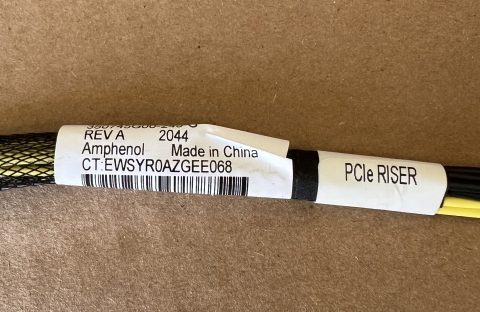 REV A 2044
Amphenol Made in China
CT:EWSYR0AZGEE068
PCIe RISER